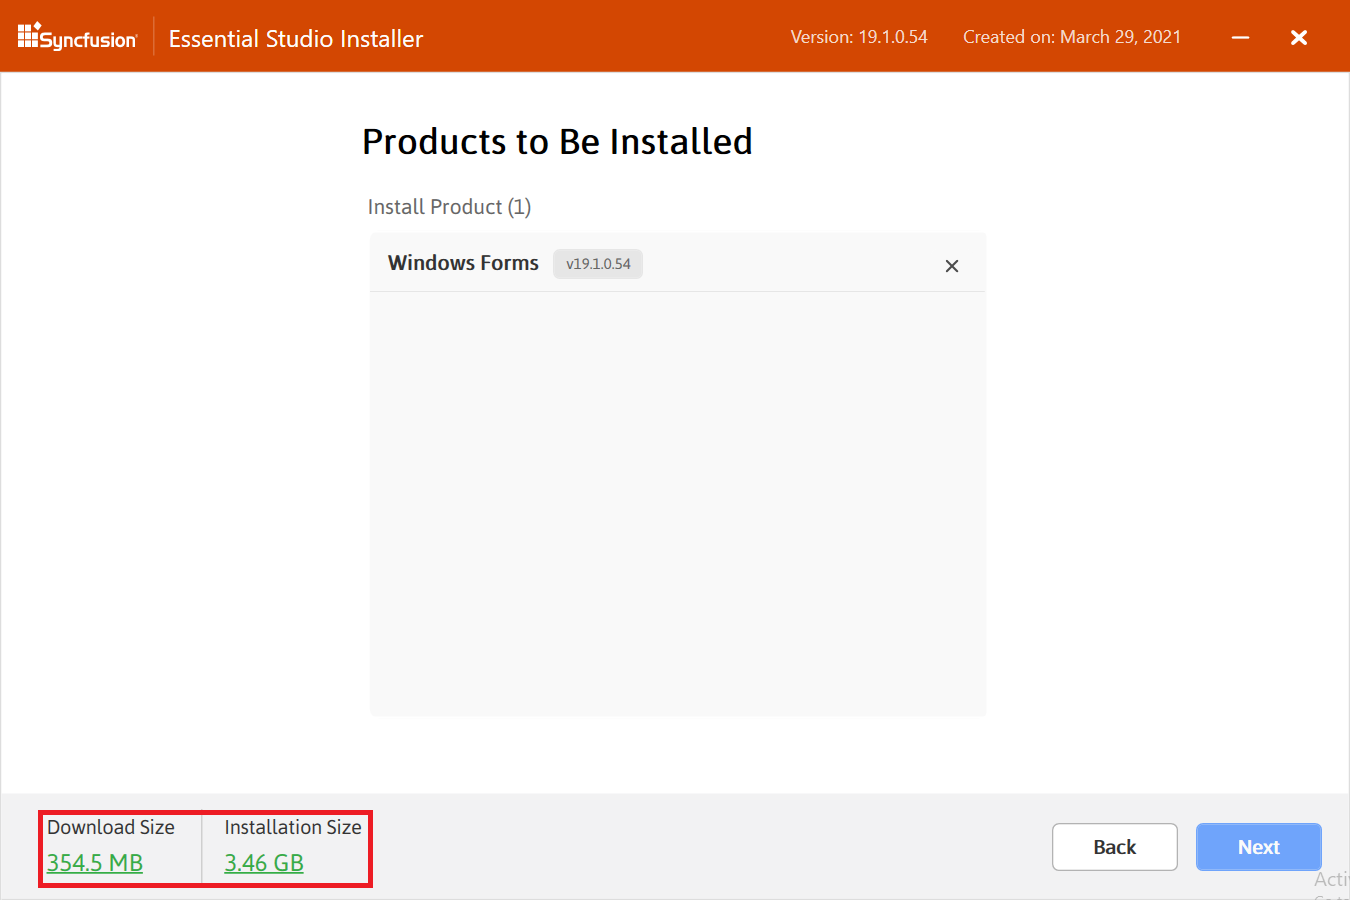 Syncfusion
Essential Studio Installer
Version: 19.1.0.54
Created on: March 29, 2021
Products to Be Installed
Install Product (1)
Windows Forms
v19.1.0.54
Download Size
Installation Size
354.5 MB
3.46 GB
Back
Next